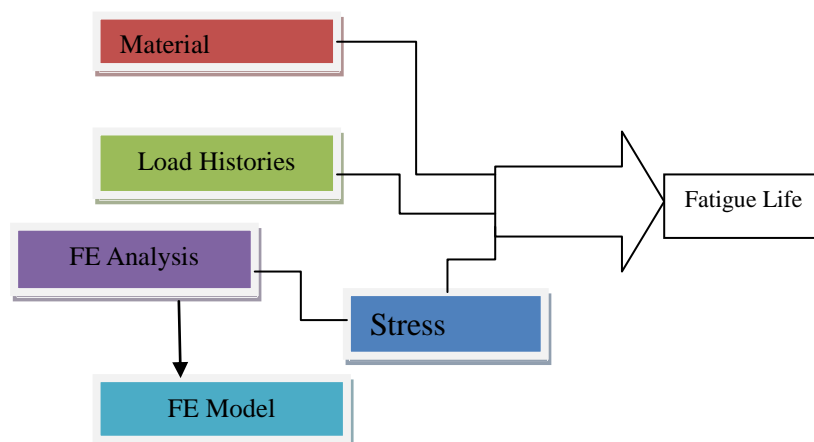 Material
Load Histories
Fatigue Life
FE Analysis
Stress
FE Model